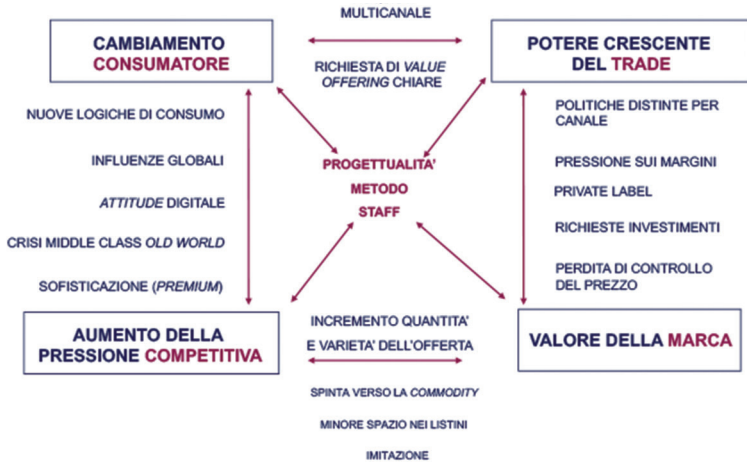 MULTICANALE
CAMBIAMENTO
CONSUMATORE
POTERE CRESCENTE
DEL TRADE
RICHIESTA DI VALUE
OFFERING CHIARE
NUOVE LOGICHE DI CONSUMO
INFLUENZE GLOBALI
ATTITUDE DIGITALE
CRISI MIDDLE CLASS OLD WORLD
SOFISTICAZIONE (PREMIUM)
PROGETTUALITA'
METODO
STAFF
POLITICHE DISTINTE PER
CANALE
PRESSIONE SUI MARGINI
PRIVATE LABEL
RICHIESTE INVESTIMENTI
PERDITA DI CONTROLLO
DEL PREZZO
AUMENTO DELLA
PRESSIONE COMPETITIVA
INCREMENTO QUANTITA'
E VARIETA' DELL'OFFERTA
VALORE DELLA MARCA
SPINTA VERSO LA COMMODITY
MINORE SPAZIO NEI LISTINI
IMITAZIONE